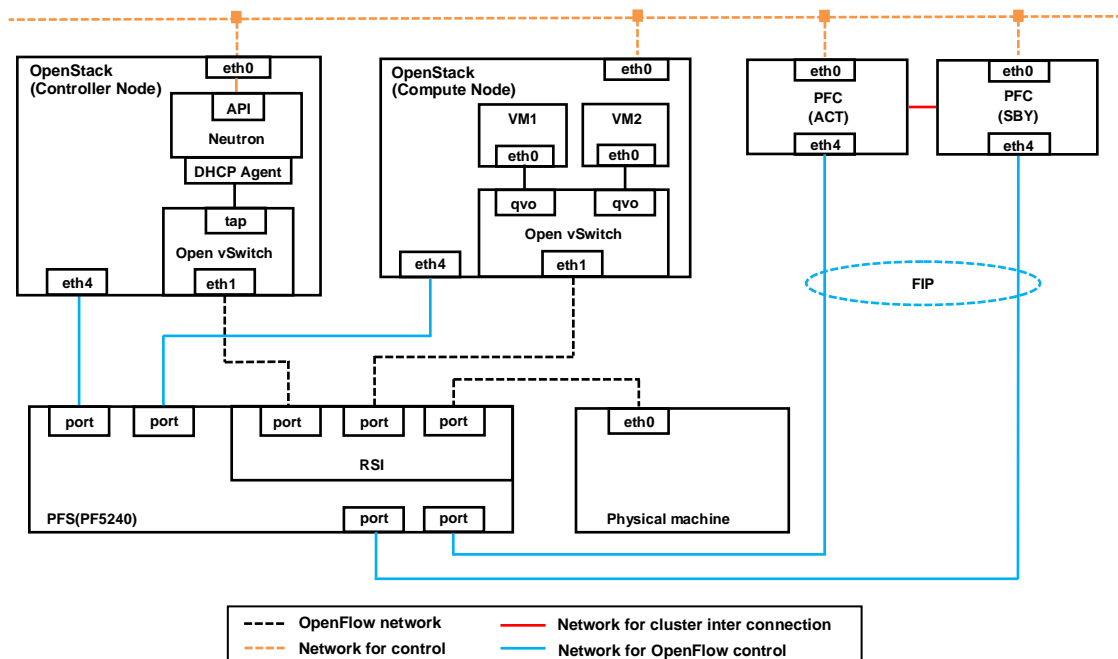 OpenStack
(Controller Node)
eth0
API
Neutron
DHCP Agent
tap
Open vSwitch
eth4
eth1
OpenStack
(Compute Node)
eth0
VM1
VM2
eth0
eth0
qvo
qvo
Open vSwitch
eth4
eth1
eth0
PFC
(ACT)
eth4
eth0
PFC
(SBY)
eth4
FIP
port
port
port
port
port
RSI
PFS(PF5240)
port
port
eth0
Physical machine
OpenFlow network
Network for control
Network for cluster inter connection
Network for OpenFlow control